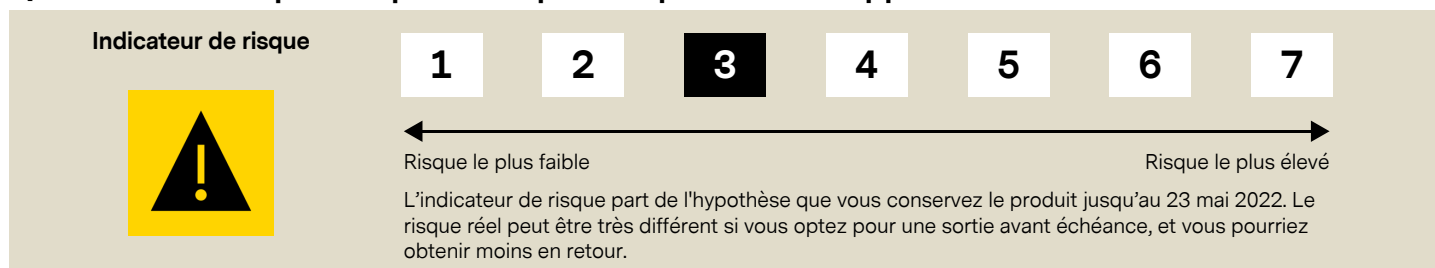 Indicateur de risque
1 2 3 4 5 6 7
Risque le plus faible Risque le plus élevé
L’indicateur de risque part de l'hypothèse que vous conservez le produit jusqu’au 23 mai 2022. Le
risque réel peut être très différent si vous optez pour une sortie avant échéance, et vous pourriez
obtenir moins en retour.